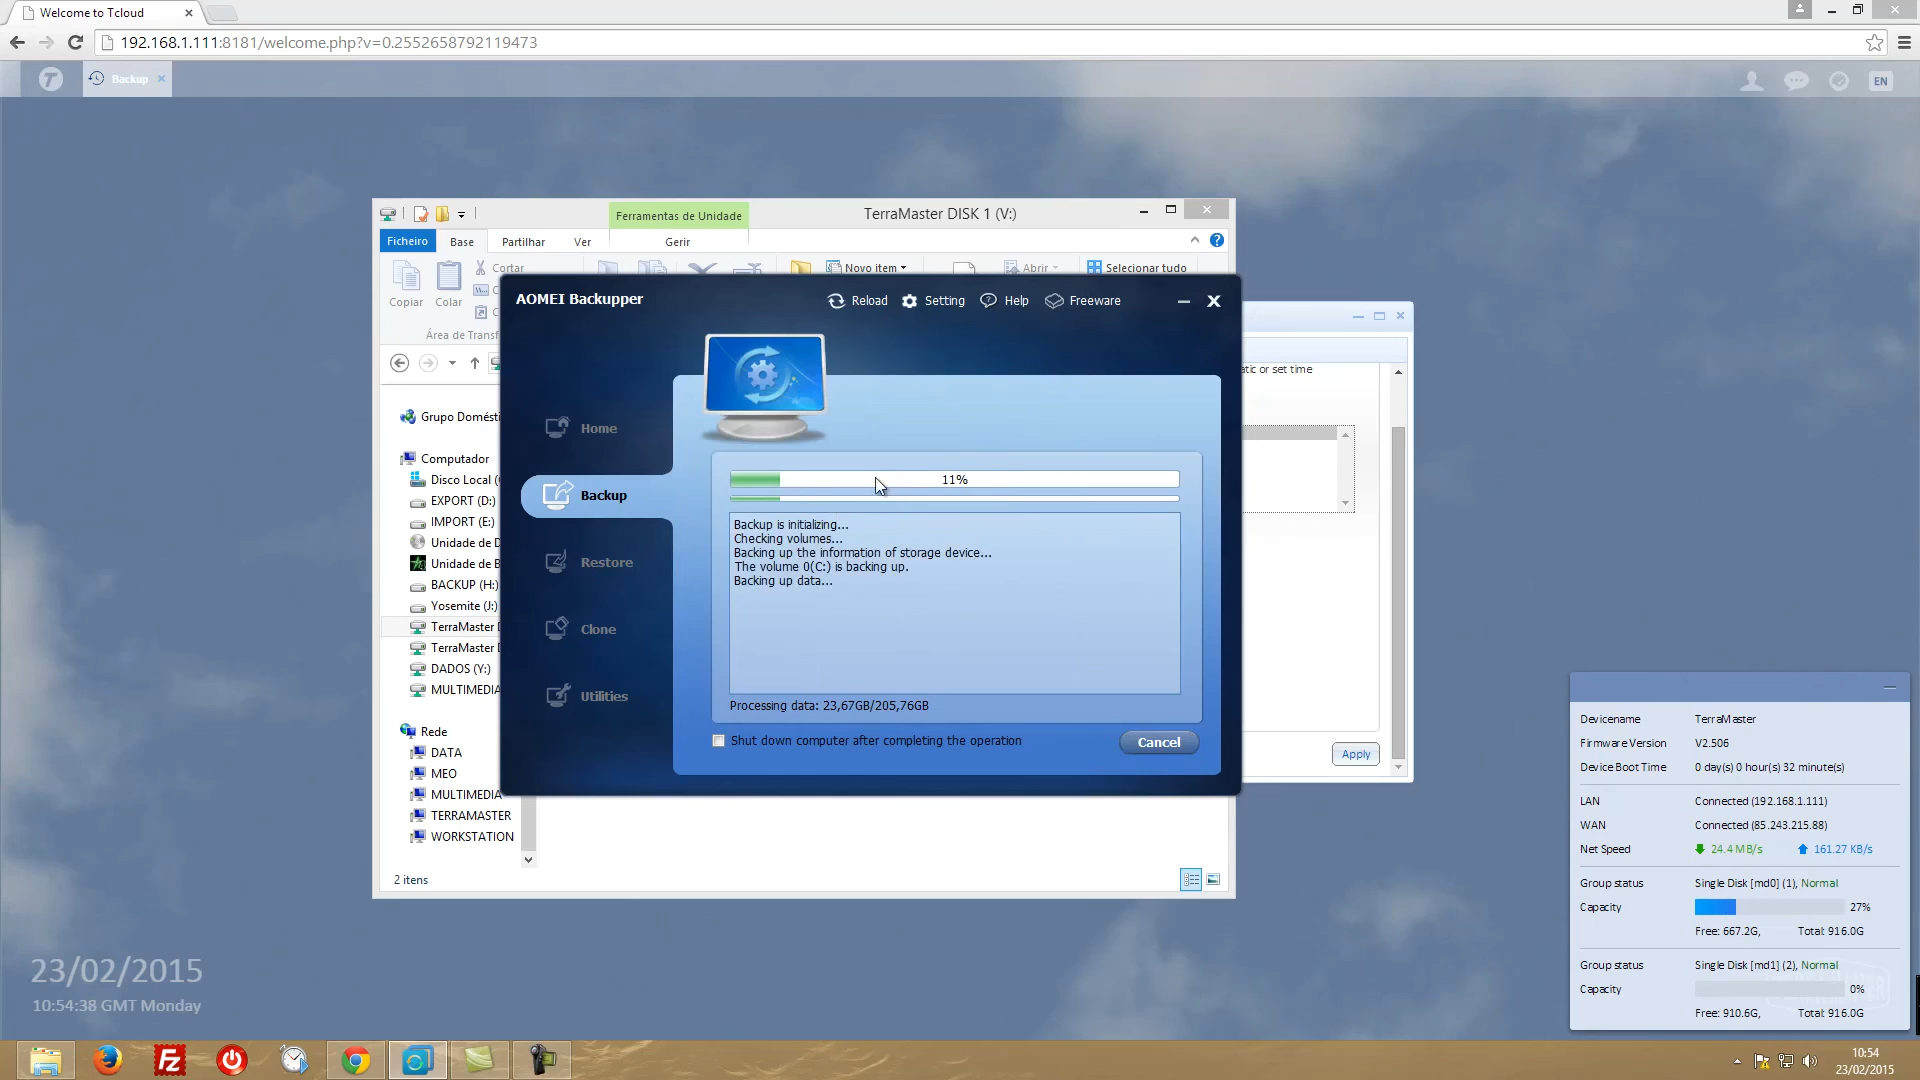 Welcome to Tcloud
192.168.1.111:8181/welcome.php?v=0.2552658792119473
Backup
EN
Ferramentas de Unidade
TerraMaster DISK 1 (V:)
Ficheiro
Base
Partilhar
Ver
Gerir
Copiar
Colar
Cortar
Novo item
Abrir
Selecionar tudo
Área de Transf
Grupo Domésti
Computador
Disco Local (
EXPORT (D:)
IMPORT (E:)
Unidade de D
Unidade de B
BACKUP (H:)
Yosemite (J:)
TerraMaster D
TerraMaster D
DADOS (Y:)
MULTIMEDIA
Rede
DATA
MEO
MULTIMEDIA
TERRAMASTER
WORKSTATION
2 itens
AOMEI Backupper
Reload
Setting
Help
Freeware
Home
Backup
Restore
Clone
Utilities
11%
Backup is initializing...
Checking volumes...
Backing up the information of storage device...
The volume 0(C:) is backing up.
Backing up data...
Processing data: 23,67GB/205,76GB
Shut down computer after completing the operation
Cancel
tic or set time
Apply
Devicename TerraMaster
Firmware Version V2.506
Device Boot Time 0 day(s) 0 hour(s) 32 minute(s)
LAN Connected (192.168.1.111)
WAN Connected (85.243.215.88)
Net Speed 24.4 MB/s 161.27 KB/s
Group status Single Disk [md0] (1), Normal
Capacity 27%
Free: 667.2G, Total: 916.0G
Group status Single Disk [md1] (2), Normal
Capacity 0%
Free: 910.6G, Total: 916.0G
23/02/2015
10:54:38 GMT Monday
10:54
23/02/2015